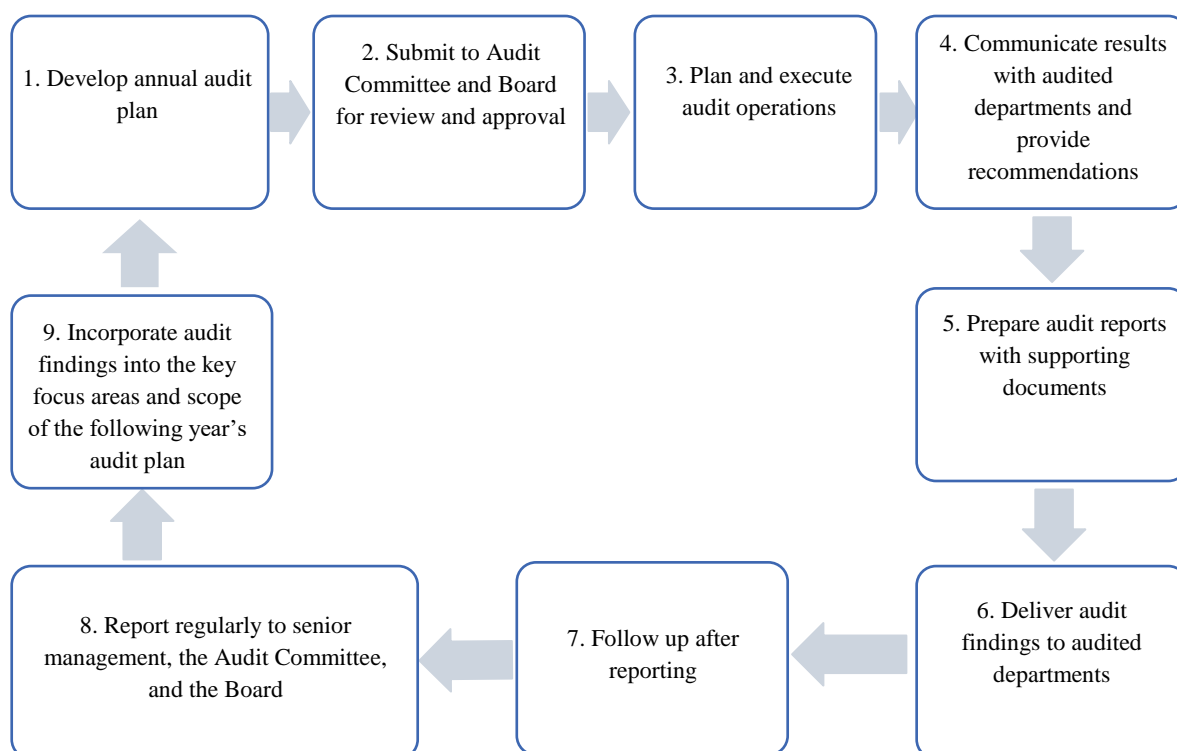 1. Develop annual audit
plan
2. Submit to Audit
Committee and Board
for review and approval
3. Plan and execute
audit operations
4. Communicate results
with audited
departments and
provide
recommendations
5. Prepare audit reports
with supporting
documents
6. Deliver audit
findings to audited
departments
7. Follow up after
reporting
8. Report regularly to senior
management, the Audit Committee,
and the Board
9. Incorporate audit
findings into the key
focus areas and scope
of the following year’s
audit plan